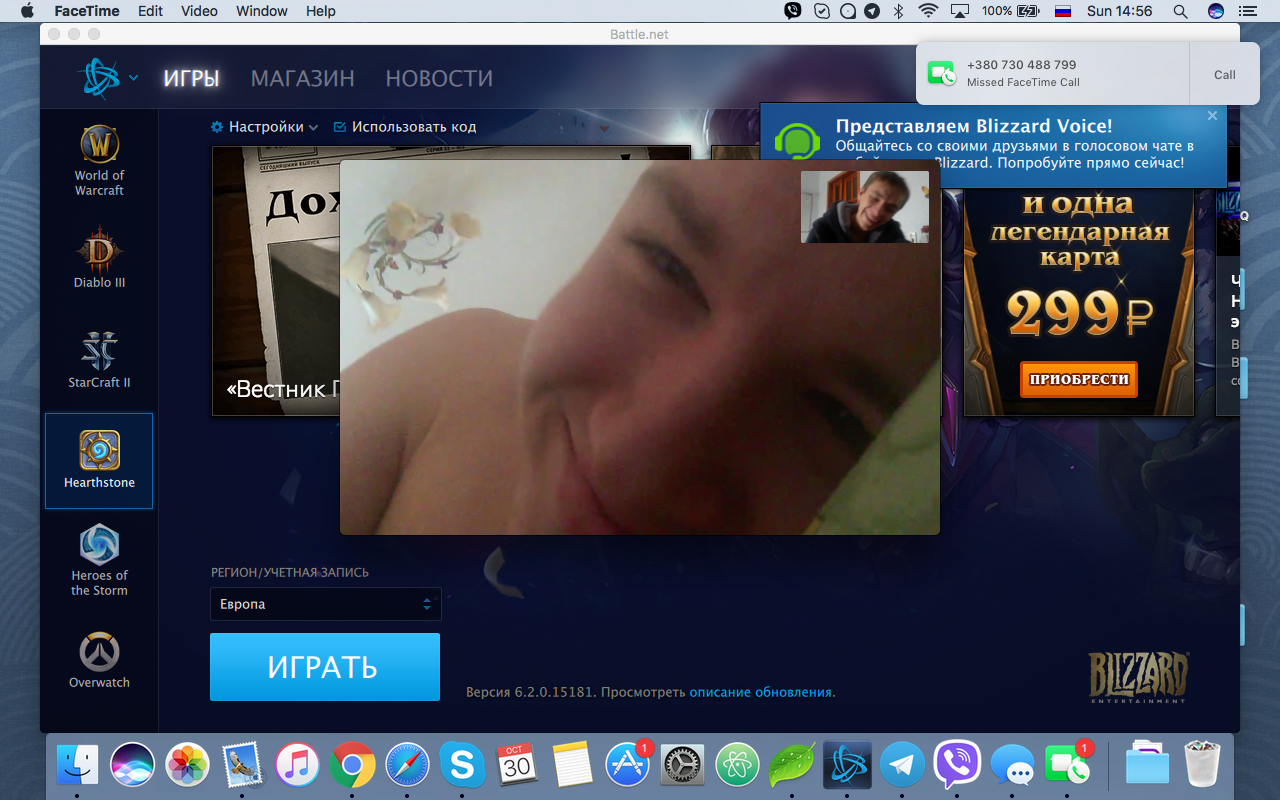 FaceTime Edit Video Window Help
100%
Sun 14:56
Battle.net
+380 730 488 799
Missed FaceTime Call
Call
ИГРЫ МАГАЗИН НОВОСТИ
Настройки
Использовать код
Представляем Blizzard Voice!
Общайтесь со своими друзьями в голосовом чате в
Blizzard. Попробуйте прямо сейчас!
World of
Warcraft
Diablo III
StarCraft II
Hearthstone
Heroes of
the Storm
Overwatch
«Вестник
и одна
легендарная
карта
299₽
ПРИОБРЕСТИ
РЕГИОН/УЧЕТНАЯ ЗАПИСЬ
Европа
ИГРАТЬ
Версия 6.2.0.15181. Просмотреть описание обновления.
BLIZZARD
ENTERTAINMENT
OCT
30
1
1